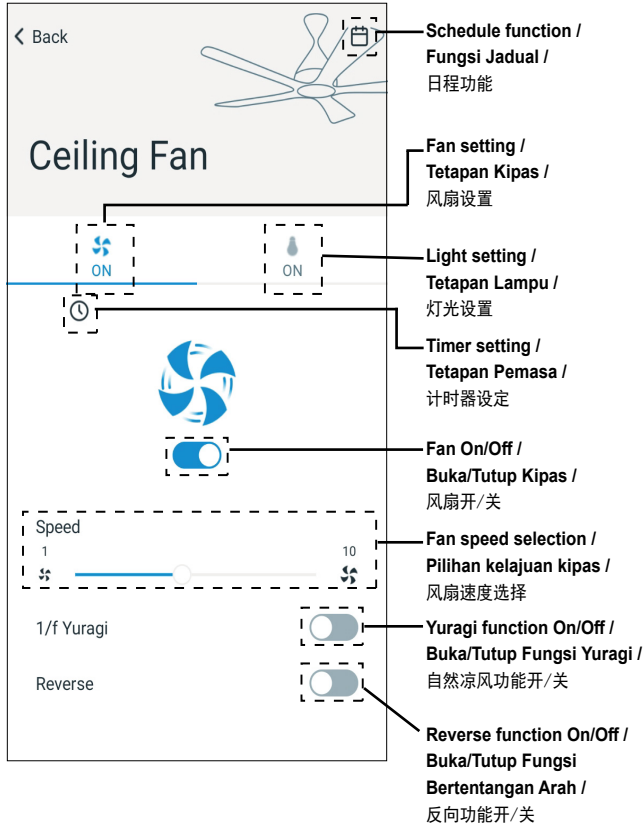 Back
Ceiling Fan
ON
ON
Speed
1
10
1/f Yuragi
Reverse
Schedule function /
Fungsi Jadual /
日程功能
Fan setting /
Tetapan Kipas /
风扇设置
Light setting /
Tetapan Lampu /
灯光设置
Timer setting /
Tetapan Pemasa /
计时器设定
Fan On/Off /
Buka/Tutup Kipas /
风扇开/关
Fan speed selection /
Pilihan kelajuan kipas /
风扇速度选择
Yuragi function On/Off /
Buka/Tutup Fungsi Yuragi /
自然凉风功能开/关
Reverse function On/Off /
Buka/Tutup Fungsi
Bertentangan Arah /
反向功能开/关